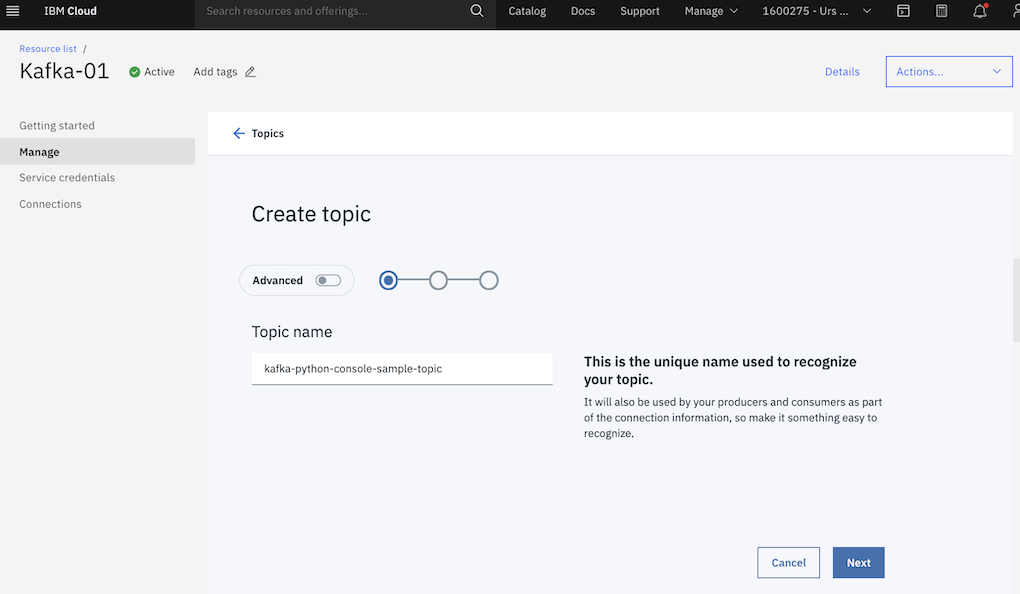 IBM Cloud
Search resources and offerings...
Catalog
Docs
Support
Manage
1600275 - Urs ...
Resource list /
Kafka-01
Active
Add tags
Details
Actions...
Getting started
Manage
Service credentials
Connections
Topics
Create topic
Advanced
Topic name
kafka-python-console-sample-topic
This is the unique name used to recognize
your topic.
It will also be used by your producers and consumers as part
of the connection information, so make it something easy to
recognize.
Cancel
Next